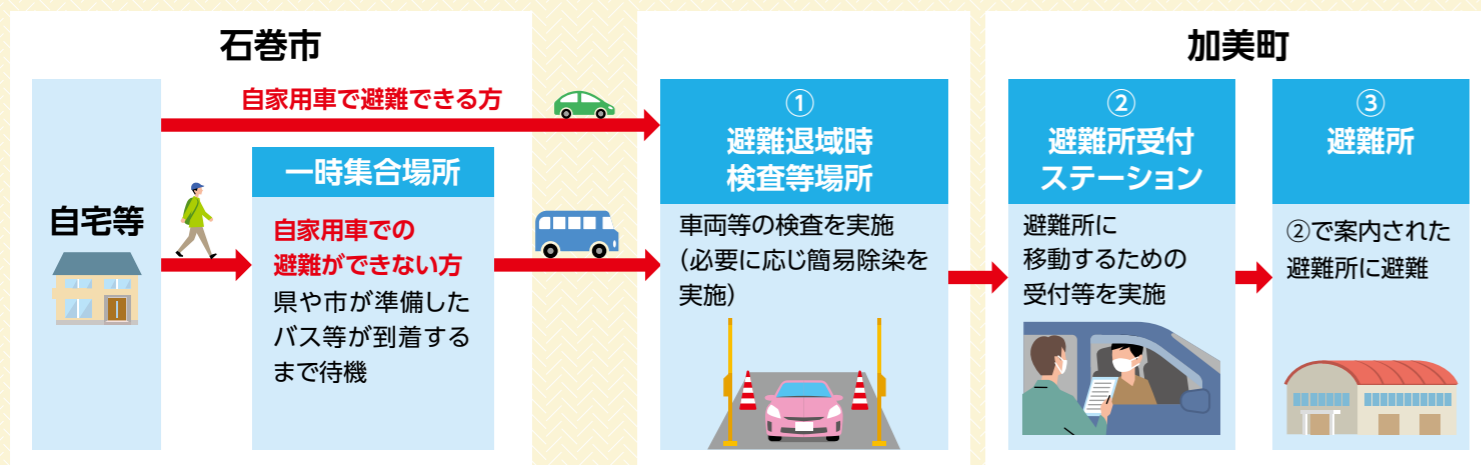 石巻市
自宅等
自家用車で避難できる方
一時集合場所
自家用車での
避難ができない方
県や市が準備した
バス等が到着する
まで待機
①
避難退域時
検査等場所
車両等の検査を実施
（必要に応じ簡易除染を
実施）
加美町
②
避難所受付
ステーション
避難所に
移動するための
受付等を実施
③
避難所
②で案内された
避難所に避難